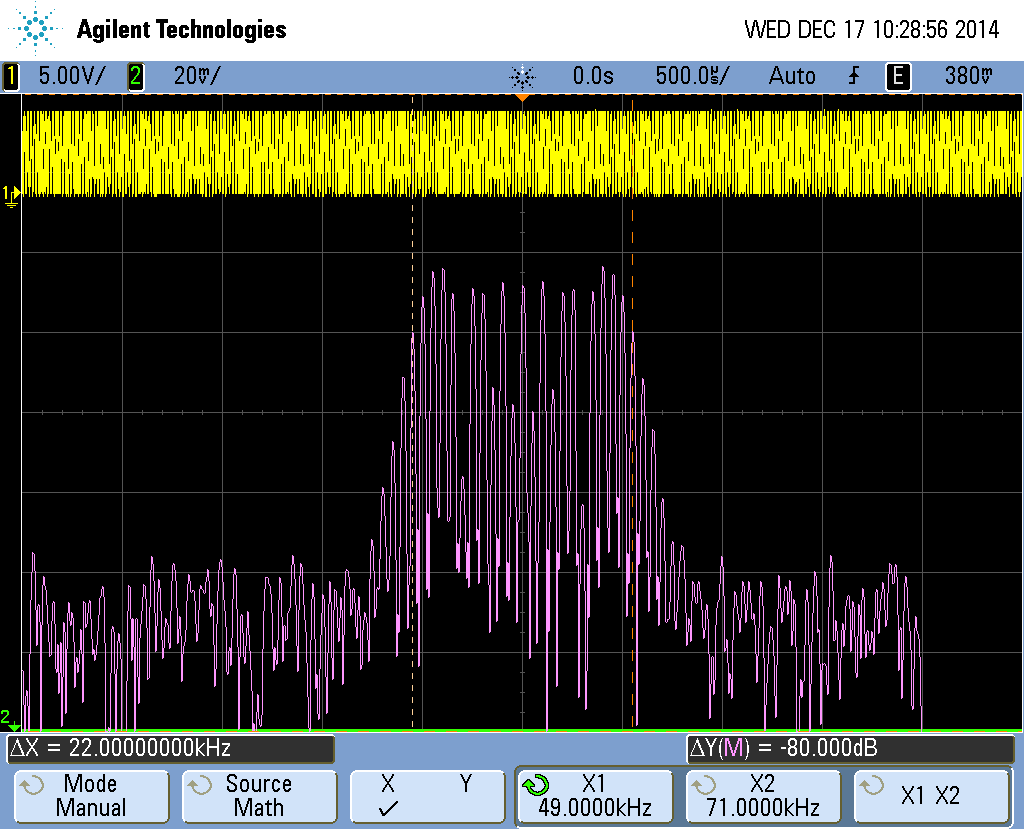 Agilent Technologies WED DEC 17 10:28:56 2014
1 5.00V/ 2 20mV/ 0.0s 500.0µs/ Auto E 380mV
1
2
ΔX = 22.00000000kHz ΔY(M) = -80.000dB
Mode Source X Y X1 X2 X1 X2
Manual Math ✓ 49.0000kHz 71.0000kHz